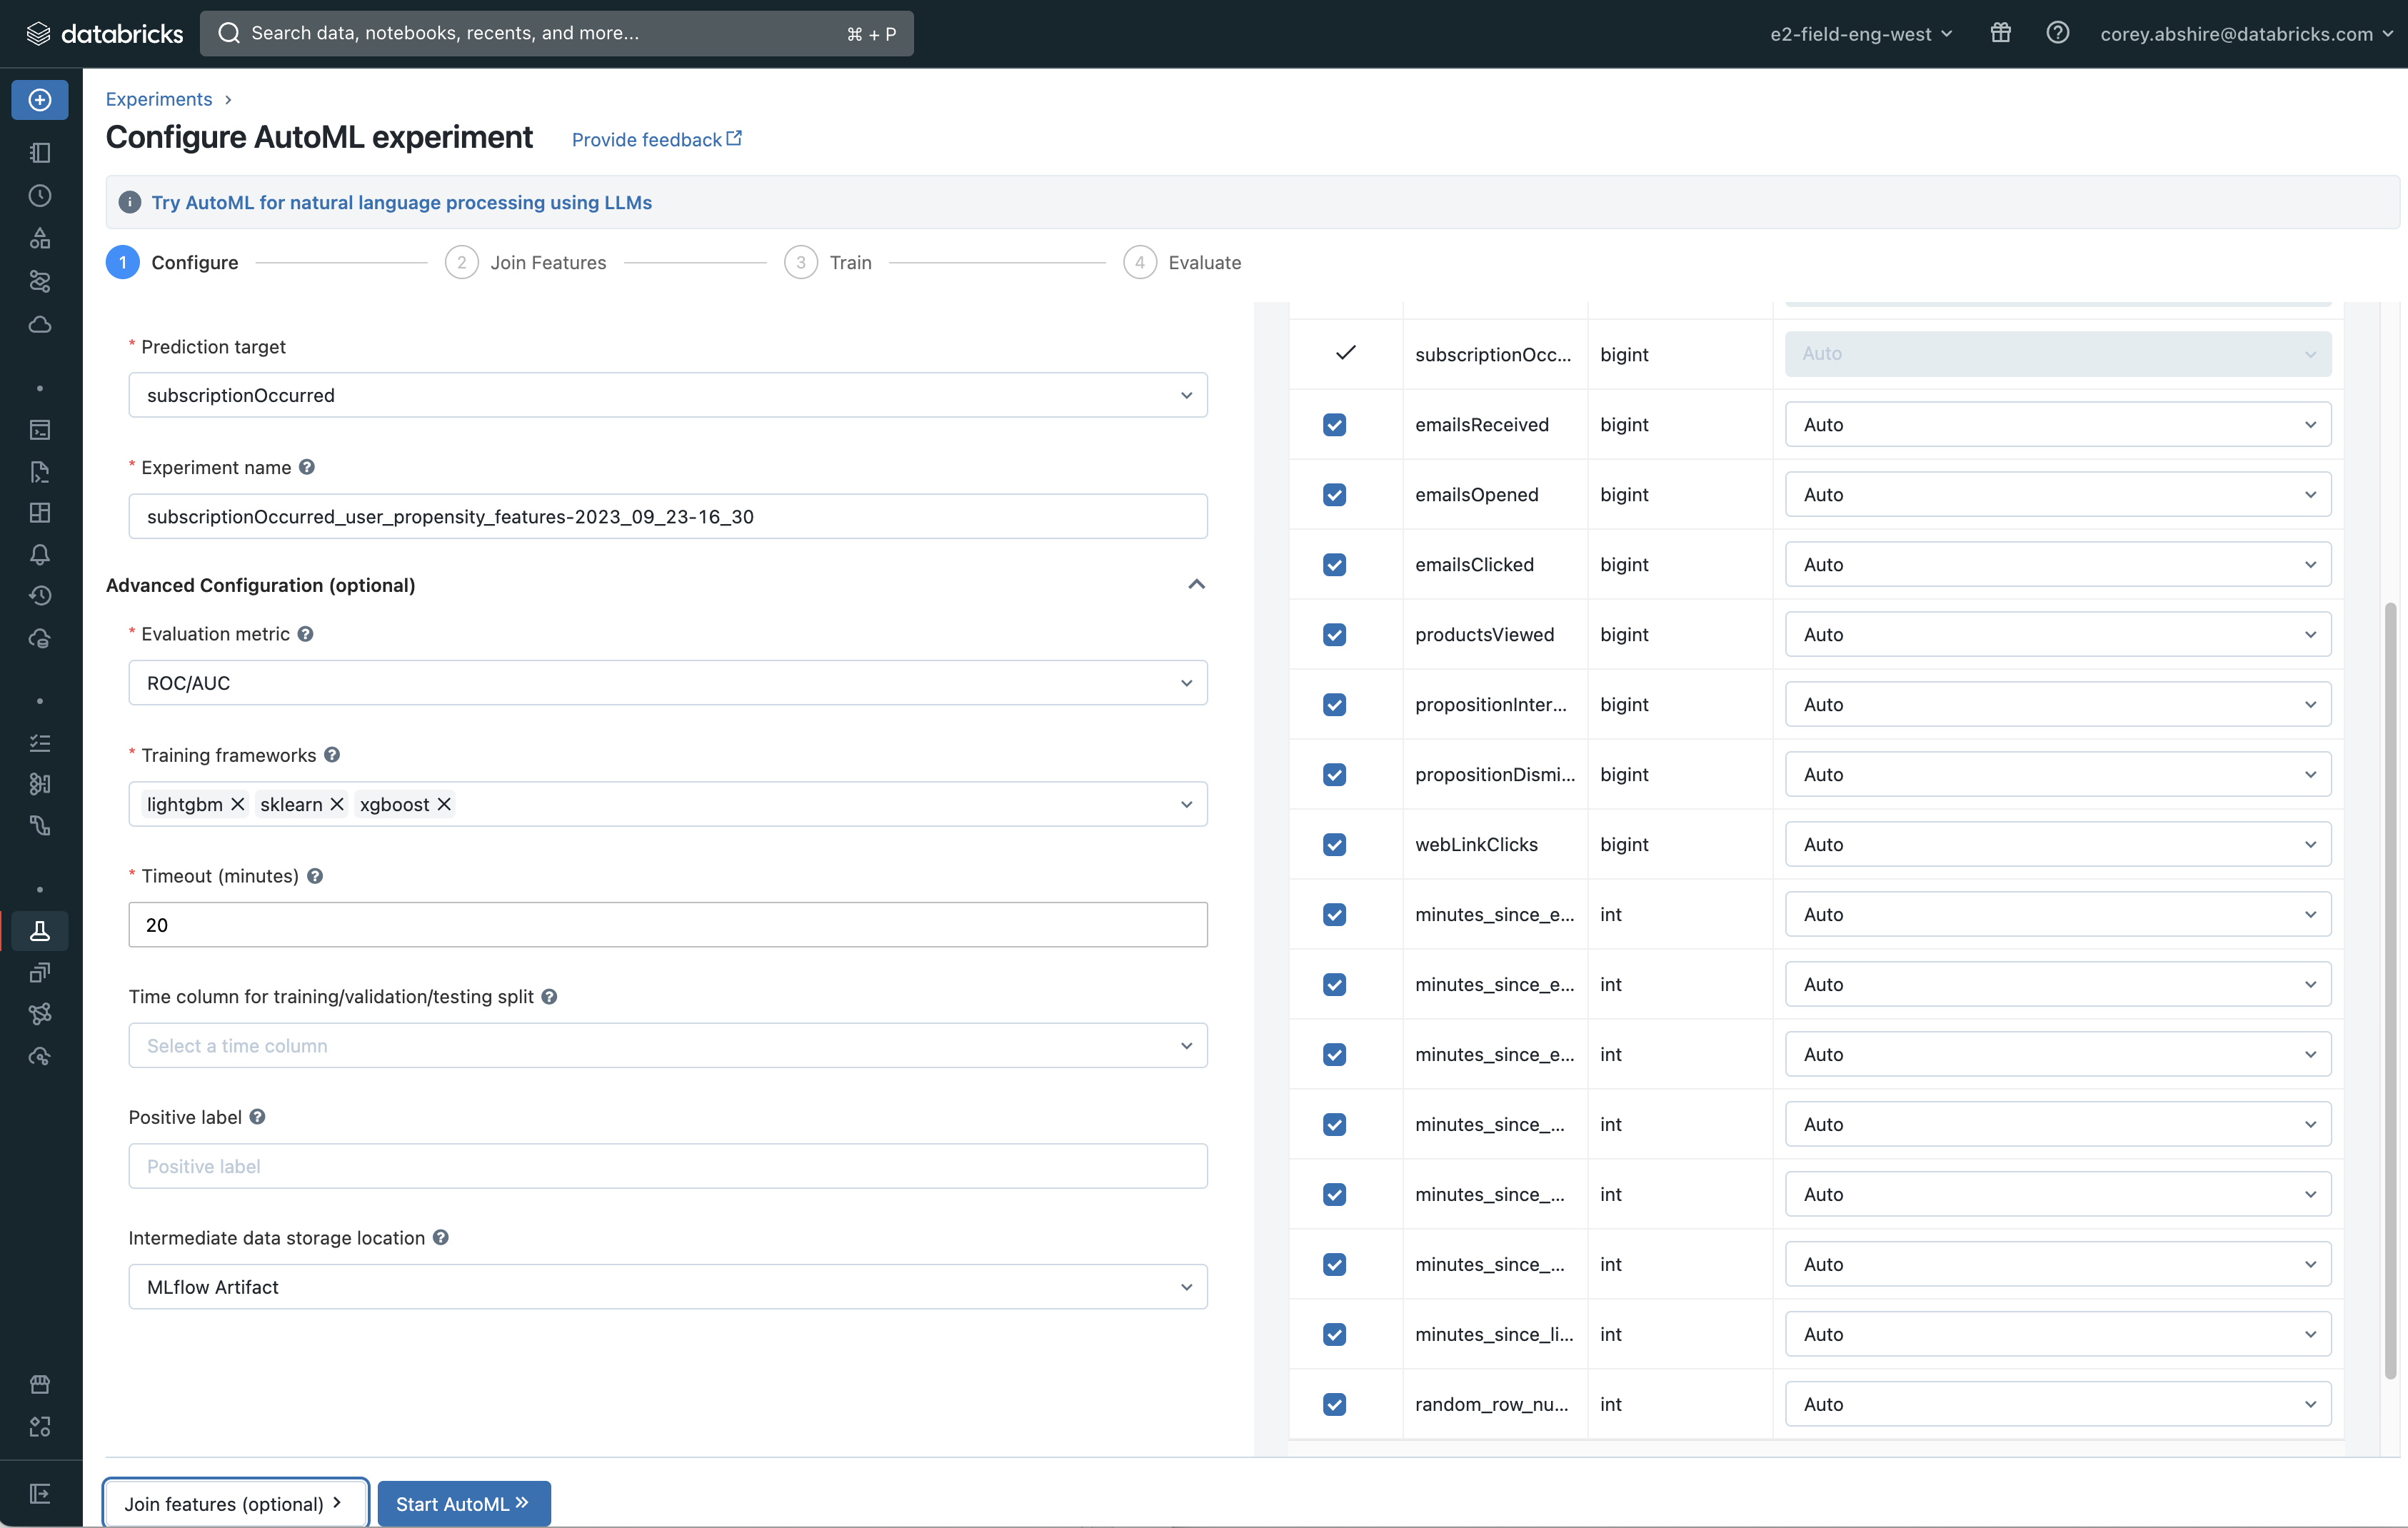 databricks
Search data, notebooks, recents, and more...
⌘ + P
e2-field-eng-west
corey.abshire@databricks.com
Experiments ›
Configure AutoML experiment
Provide feedback
Try AutoML for natural language processing using LLMs
1 Configure
2 Join Features
3 Train
4 Evaluate
* Prediction target
subscriptionOccurred
* Experiment name
subscriptionOccurred_user_propensity_features-2023_09_23-16_30
Advanced Configuration (optional)
* Evaluation metric
ROC/AUC
* Training frameworks
lightgbm sklearn xgboost
* Timeout (minutes)
20
Time column for training/validation/testing split
Select a time column
Positive label
Positive label
Intermediate data storage location
MLflow Artifact
subscriptionOcc... bigint Auto
emailsReceived bigint Auto
emailsOpened bigint Auto
emailsClicked bigint Auto
productsViewed bigint Auto
propositionInter... bigint Auto
propositionDismi... bigint Auto
webLinkClicks bigint Auto
minutes_since_e... int Auto
minutes_since_e... int Auto
minutes_since_e... int Auto
minutes_since_... int Auto
minutes_since_... int Auto
minutes_since_... int Auto
minutes_since_li... int Auto
random_row_nu... int Auto
Join features (optional) ›
Start AutoML »